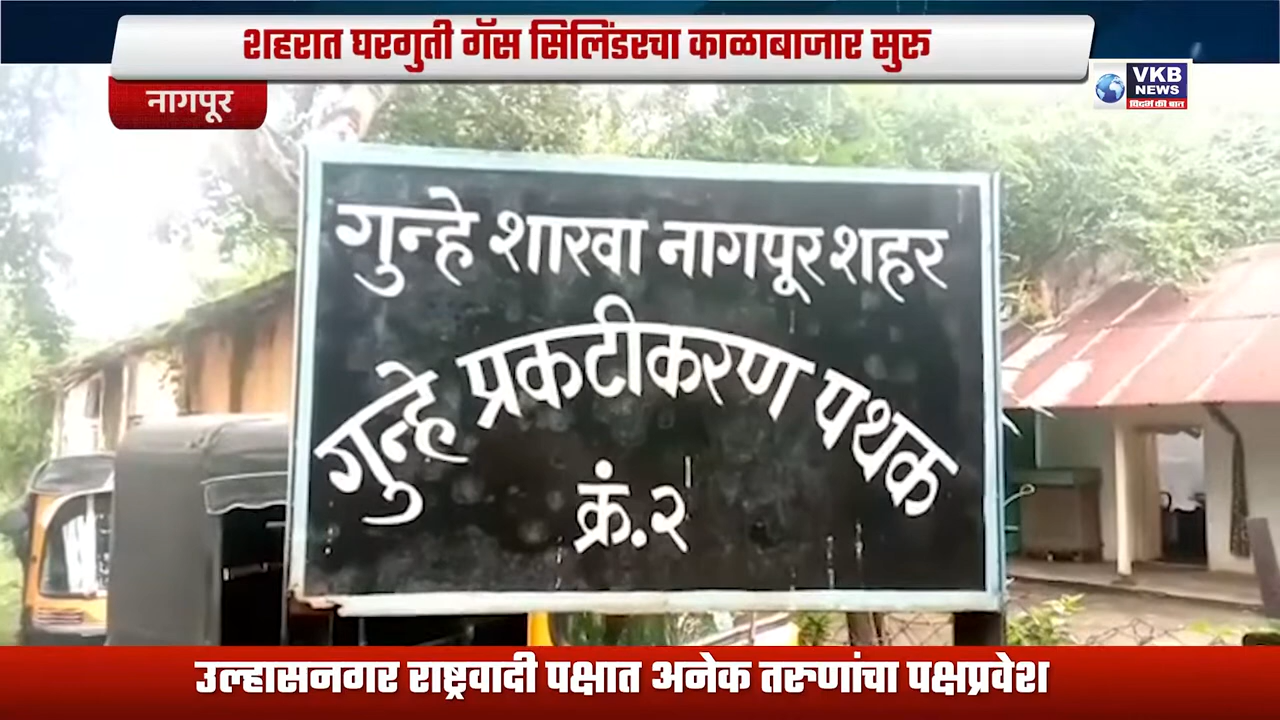 शहरात घरगुती गॅस सिलिंडरचा काळाबाजार सुरु
नागपूर
VKB
NEWS
विदर्भ की बात
गुन्हे शाखा नागपूर शहर
गुन्हे प्रकटीकरण पथक
क्रं.२
उल्हासनगर राष्ट्रवादी पक्षात अनेक तरुणांचा पक्षप्रवेश